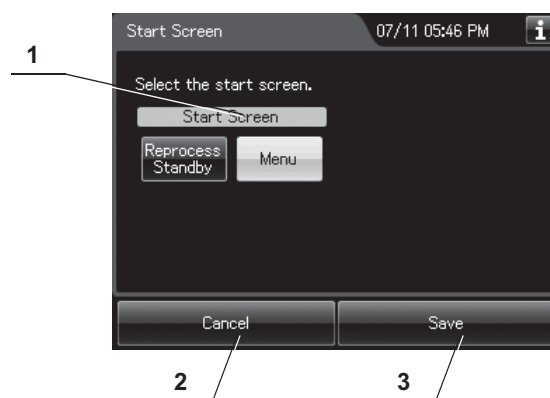 Start Screen 07/11 05:46 PM i
1
Select the start screen.
Start Screen
Reprocess
Standby
Menu
Cancel Save
2 3